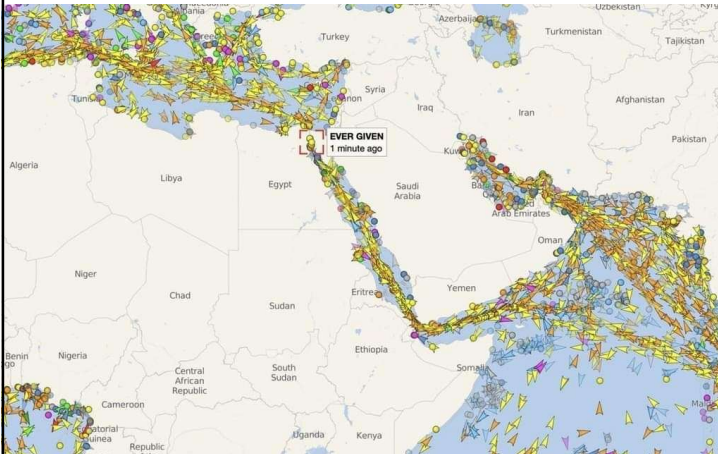 Uzbekistan
Azerbaijan
Turkey
Turkmenistan
Tajikistan
Syria
Iraq
Iran
Afghanistan
EVER GIVEN
1 minute ago
Pakistan
Algeria
Libya
Egypt
Saudi
Arabia
Arab Emirates
Oman
Niger
Chad
Sudan
Eritrea
Yemen
Benin
Nigeria
Ethiopia
Central
African
Republic
South
Sudan
Somalia
Cameroon
Uganda
Kenya
Republic